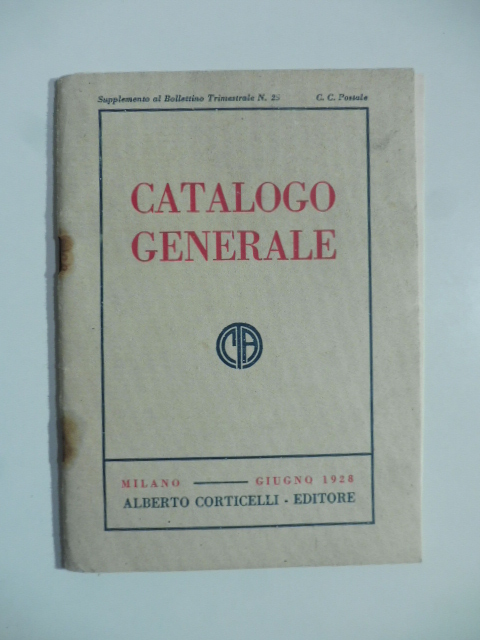 Supplemento al Bollettino Trimestrale N. 25 C. C. Postale
CATALOGO
GENERALE
MILANO GIUGNO 1928
ALBERTO CORTICELLI - EDITORE